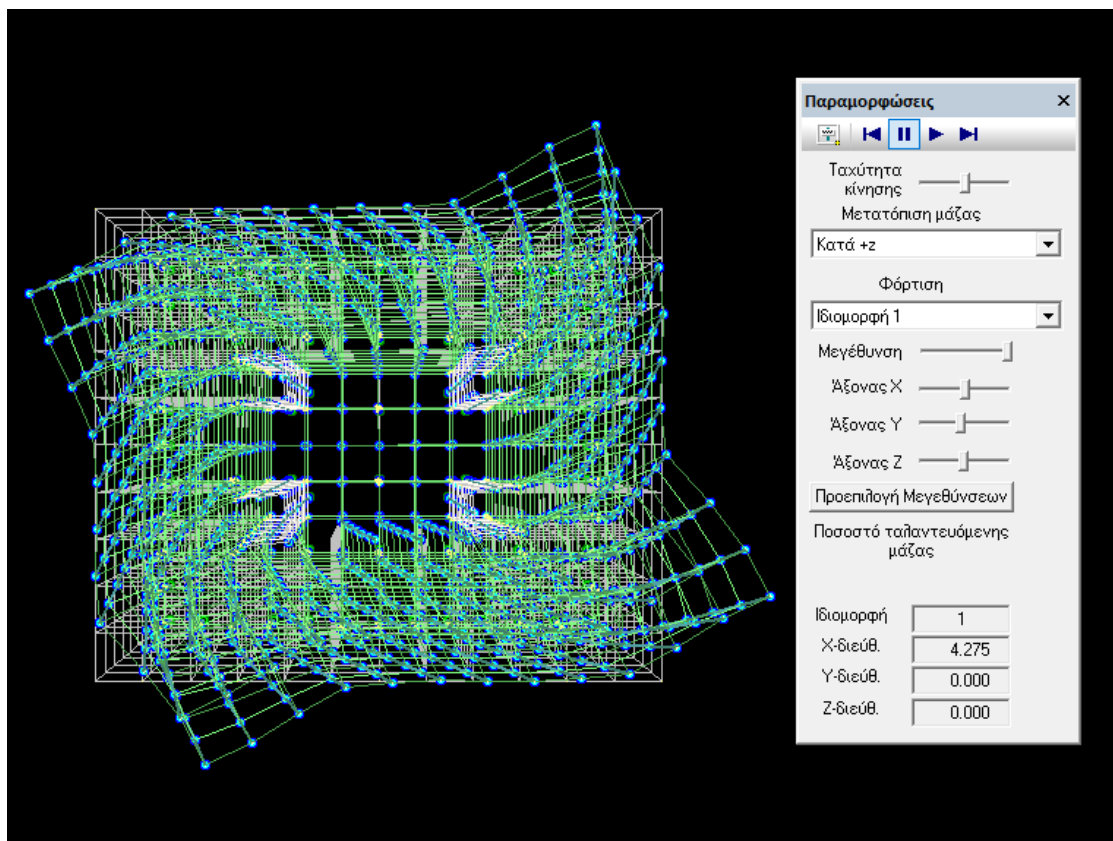 Παραμορφώσεις
Ταχύτητα
κίνησης
Μετατόπιση μάζας
Κατά +z
Φόρτιση
Ιδιομορφή 1
Μεγέθυνση
Άξονας X
Άξονας Y
Άξονας Z
Προεπιλογή Μεγεθύνσεων
Ποσοστό ταλαντευόμενης
μάζας
Ιδιομορφή 1
X-διεύθ. 4.275
Y-διεύθ. 0.000
Z-διεύθ. 0.000